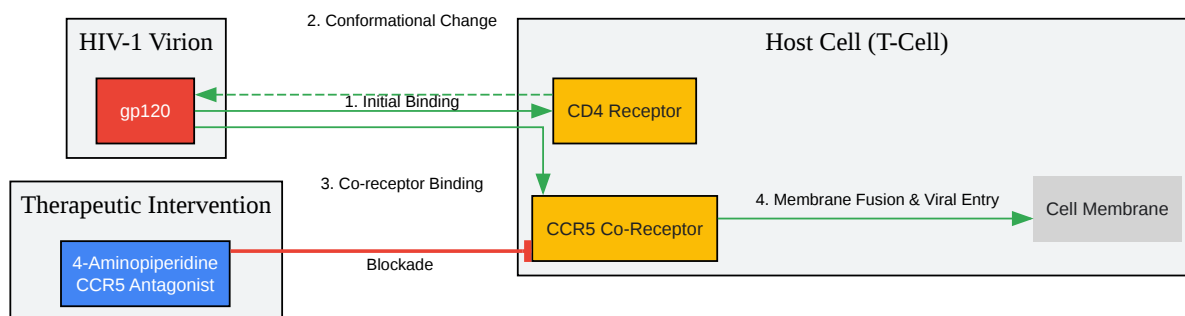 2. Conformational Change
HIV-1 Virion
Host Cell (T-Cell)
gp120
1. Initial Binding
CD4 Receptor
3. Co-receptor Binding
Therapeutic Intervention
4. Membrane Fusion & Viral Entry
Cell Membrane
CCR5 Co-Receptor
4-Aminopiperidine
CCR5 Antagonist
Blockade